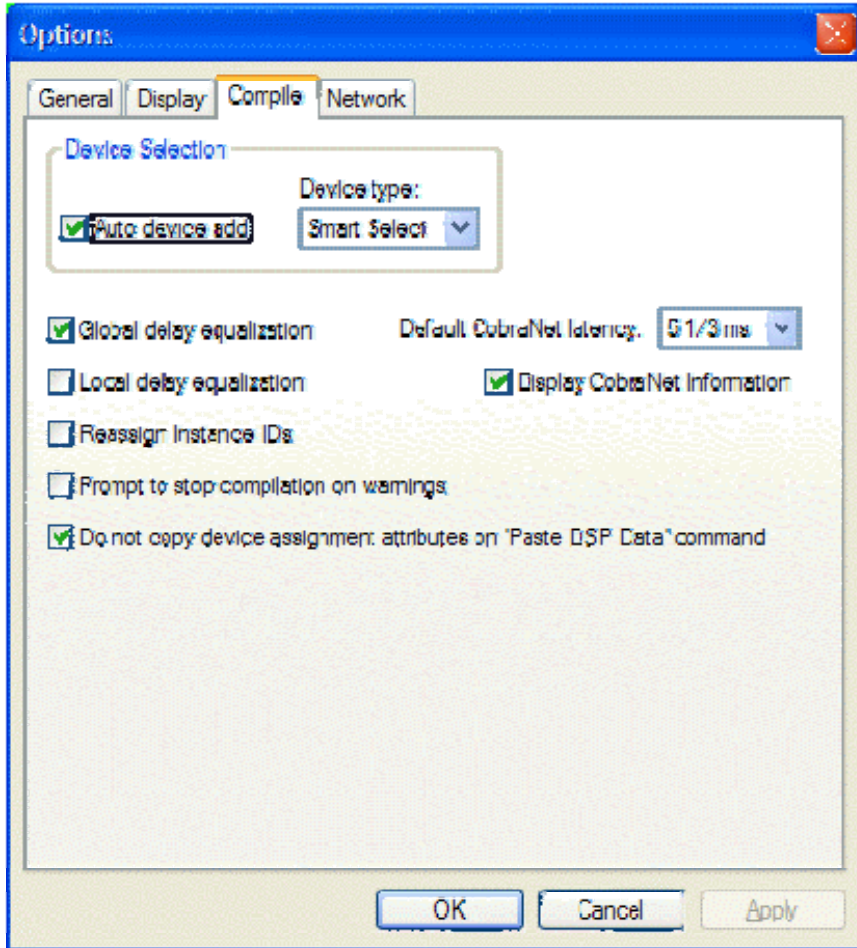 Options
General Display Compile Network
Device Selection
Device type:
Auto device add Smart Select
Global delay equalization Default CobraNet latency: 5 1/3 ms
Local delay equalization Display CobraNet Information
Reassign Instance IDs
Prompt to stop compilation on warnings
Do not copy device assignment attributes on "Paste DSP Data" command
OK Cancel Apply